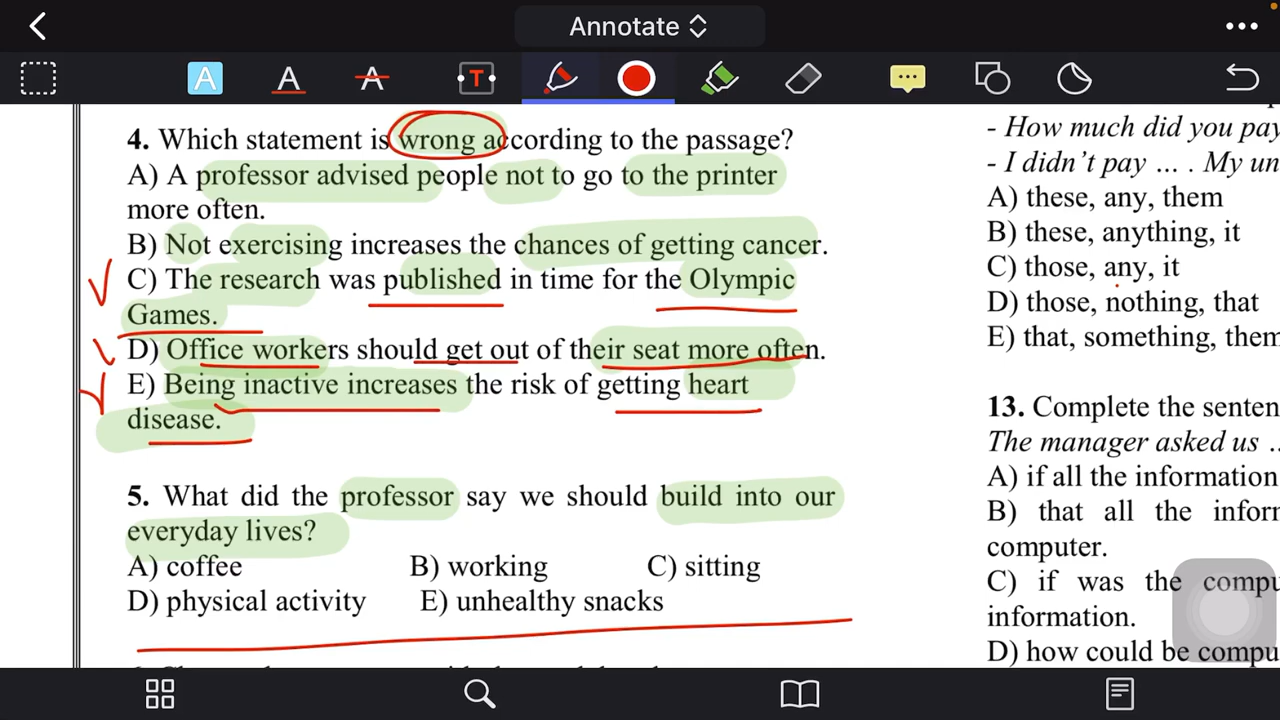 Annotate
A
A
A
T
4. Which statement is wrong according to the passage?
A) A professor advised people not to go to the printer
more often.
B) Not exercising increases the chances of getting cancer.
C) The research was published in time for the Olympic
Games.
D) Office workers should get out of their seat more often.
E) Being inactive increases the risk of getting heart
disease.
5. What did the professor say we should build into our
everyday lives?
A) coffee B) working C) sitting
D) physical activity E) unhealthy snacks
- How much did you pay
- I didn't pay ... . My un
A) these, any, them
B) these, anything, it
C) those, any, it
D) those, nothing, that
E) that, something, them
13. Complete the senten
The manager asked us ..
A) if all the information
B) that all the inforr
computer.
C) if was the compu
information.
D) how could be compu